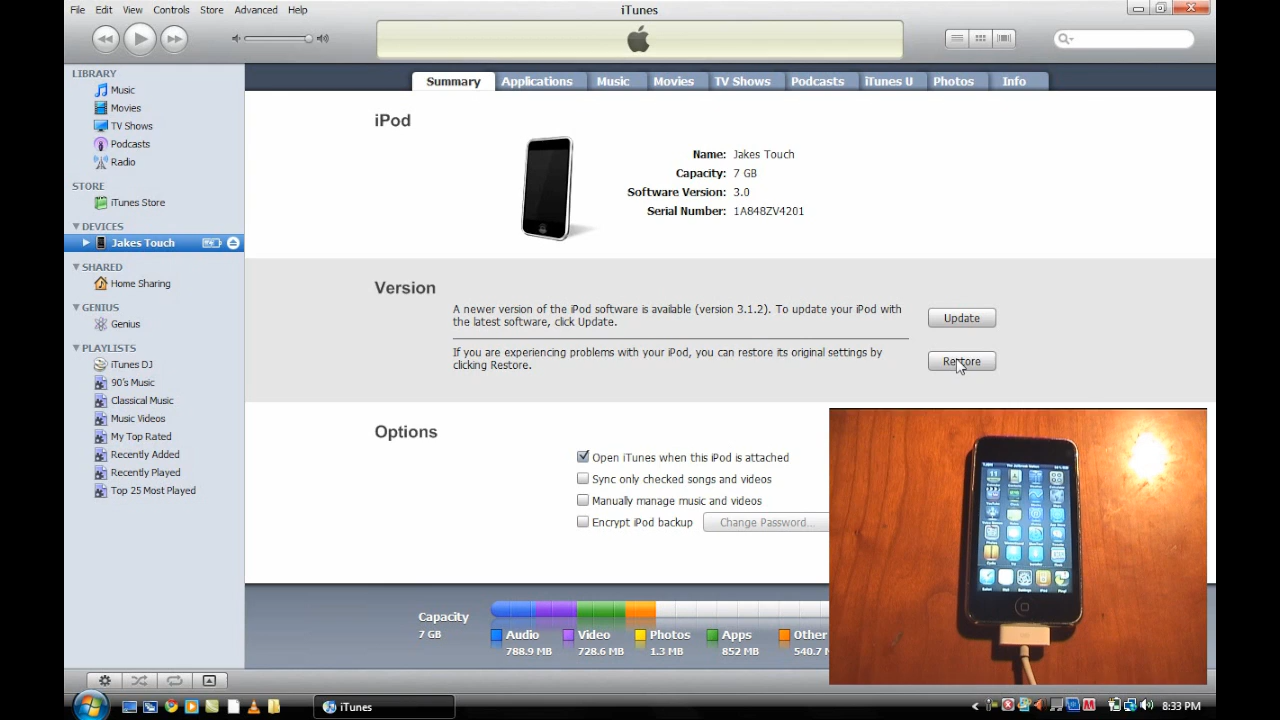 File Edit View Controls Store Advanced Help
iTunes
LIBRARY
Music
Movies
TV Shows
Podcasts
Radio
STORE
iTunes Store
DEVICES
Jakes Touch
SHARED
Home Sharing
GENIUS
Genius
PLAYLISTS
iTunes DJ
90's Music
Classical Music
Music Videos
My Top Rated
Recently Added
Recently Played
Top 25 Most Played
Summary Applications Music Movies TV Shows Podcasts iTunes U Photos Info
iPod
Name: Jakes Touch
Capacity: 7 GB
Software Version: 3.0
Serial Number: 1A848ZV4201
Version
A newer version of the iPod software is available (version 3.1.2). To update your iPod with
the latest software, click Update.
Update
If you are experiencing problems with your iPod, you can restore its original settings by
clicking Restore.
Restore
Options
Open iTunes when this iPod is attached
Sync only checked songs and videos
Manually manage music and videos
Encrypt iPod backup
Change Password...
Capacity
7 GB
Audio Video Photos Apps Other
788.9 MB 728.6 MB 1.3 MB 852 MB 540.7
iTunes
8:33 PM